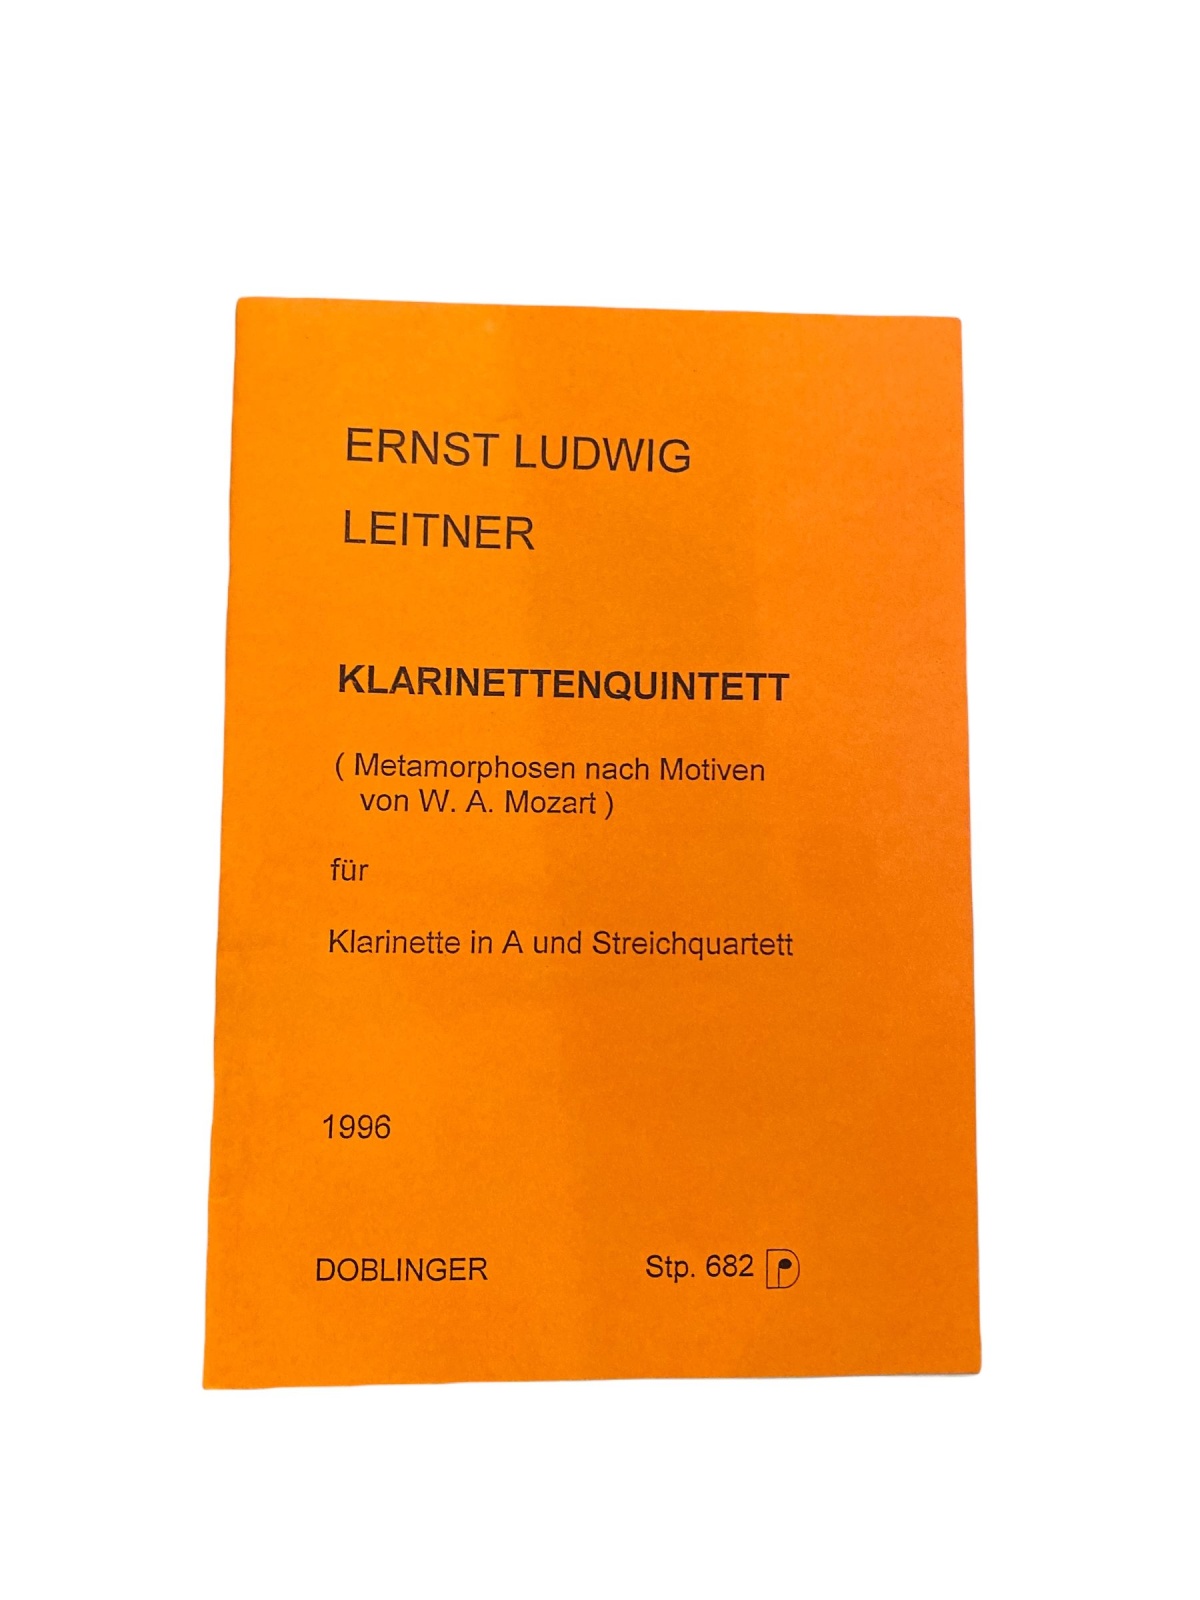 ERNST LUDWIG
LEITNER
KLARINETTENQUINTETT
( Metamorphosen nach Motiven
von W. A. Mozart )
für
Klarinette in A und Streichquartett
1996
DOBLINGER Stp. 682 D